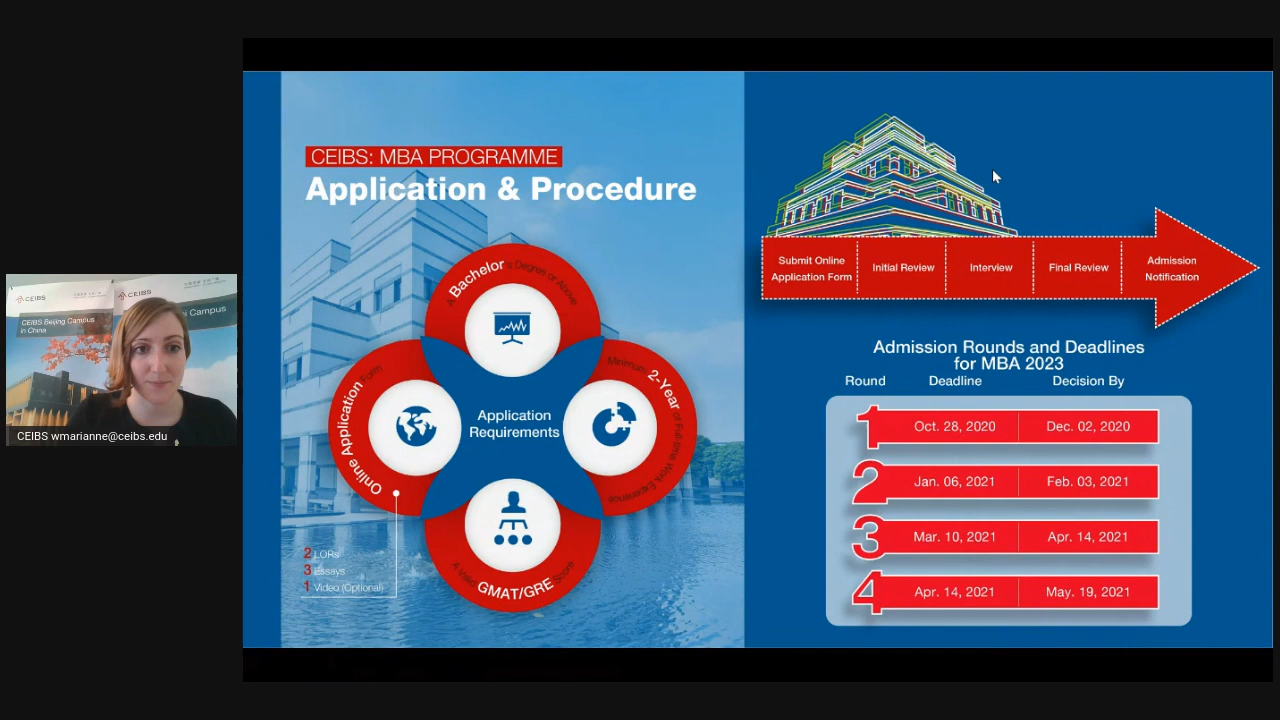 CEIBS: MBA PROGRAMME
Application & Procedure
A Bachelor's Degree or Above
Online Application Form
Minimum 2-Year of Full-time Work Experience
Application
Requirements
A Valid GMAT/GRE Score
2 LORs
3 Essays
1 Video (Optional)
Submit Online
Application Form
Initial Review
Interview
Final Review
Admission
Notification
Admission Rounds and Deadlines
for MBA 2023
Round Deadline Decision By
1 Oct. 28, 2020 Dec. 02, 2020
2 Jan. 06, 2021 Feb. 03, 2021
3 Mar. 10, 2021 Apr. 14, 2021
4 Apr. 14, 2021 May. 19, 2021
CEIBS
CEIBS
CEIBS Beijing Campus
in China
Campus
CEIBS wmarianne@ceibs.edu